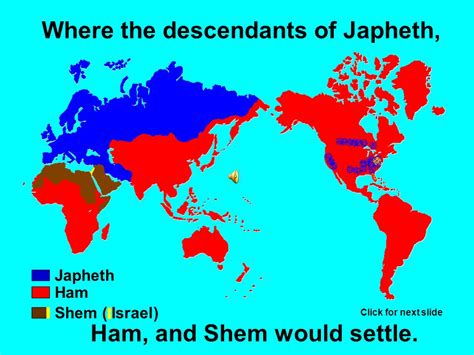 Where the descendants of Japheth,
Japheth
Ham
Shem (Israel)
Click for next slide
Ham, and Shem would settle.